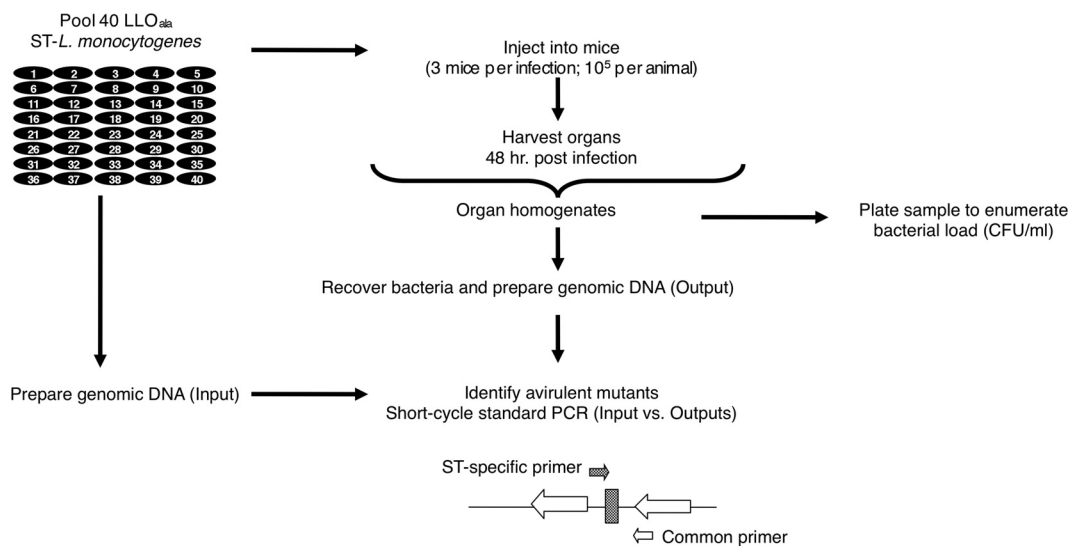 Pool 40 LLOala
ST-L. monocytogenes
1 2 3 4 5
6 7 8 9 10
11 12 13 14 15
16 17 18 19 20
21 22 23 24 25
26 27 28 29 30
31 32 33 34 35
36 37 38 39 40
Inject into mice
(3 mice per infection; 10⁵ per animal)
Harvest organs
48 hr. post infection
Organ homogenates
Plate sample to enumerate
bacterial load (CFU/ml)
Recover bacteria and prepare genomic DNA (Output)
Prepare genomic DNA (Input)
Identify avirulent mutants
Short-cycle standard PCR (Input vs. Outputs)
ST-specific primer
Common primer